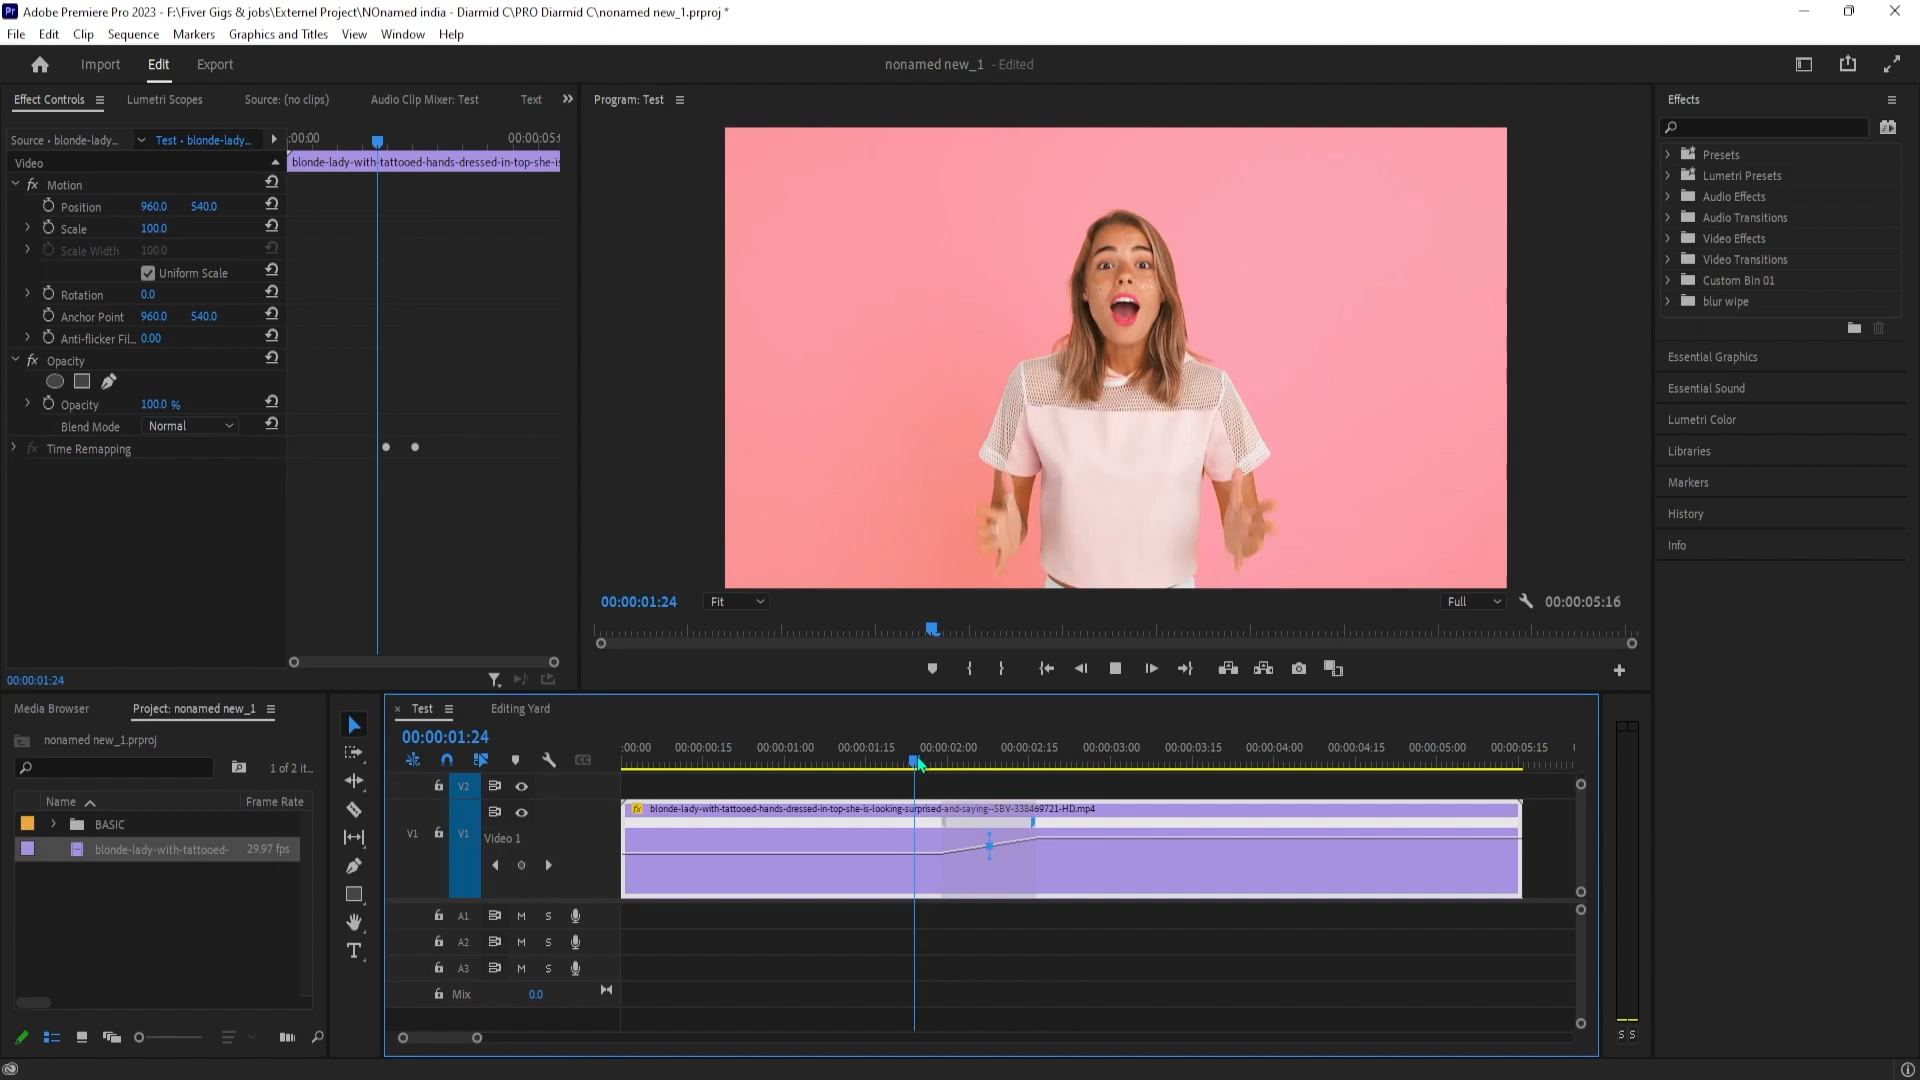 Pr Adobe Premiere Pro 2023 - F:\Fiver Gigs & jobs\Externel Project\NOnamed india - Diarmid C\PRO Diarmid C\nonamed new_1.prproj *
File Edit Clip Sequence Markers Graphics and Titles View Window Help
Import Edit Export nonamed new_1 - Edited
Effect Controls Lumetri Scopes Source: (no clips) Audio Clip Mixer: Test Text Program: Test Effects
Source • blonde-lady... Test • blonde-lady... :00:00 00:00:05:
Video blonde-lady-with-tattooed-hands-dressed-in-top-she-is
fx Motion
Position 960.0 540.0
Scale 100.0
Scale Width 100.0
Uniform Scale
Rotation 0.0
Anchor Point 960.0 540.0
Anti-flicker Fil... 0.00
fx Opacity
Opacity 100.0 %
Blend Mode Normal
fx Time Remapping
00:00:01:24
00:00:01:24 Fit Full 00:00:05:16
Presets
Lumetri Presets
Audio Effects
Audio Transitions
Video Effects
Video Transitions
Custom Bin 01
blur wipe
Essential Graphics
Essential Sound
Lumetri Color
Libraries
Markers
History
Info
Media Browser Project: nonamed new_1
nonamed new_1.prproj
1 of 2 it...
Name Frame Rate
BASIC
blonde-lady-with-tattooed- 29.97 fps
× Test Editing Yard
00:00:01:24
:00:00 00:00:00:15 00:00:01:00 00:00:01:15 00:00:02:00 00:00:02:15 00:00:03:00 00:00:03:15 00:00:04:00 00:00:04:15 00:00:05:00 00:00:05:15
CC
V2
fx blonde-lady-with-tattooed-hands-dressed-in-top-she-is-looking-surprised-and-saying--SBV-338469721-HD.mp4
V1 V1 Video 1
A1 M S
A2 M S
A3 M S
Mix 0.0
S S
T